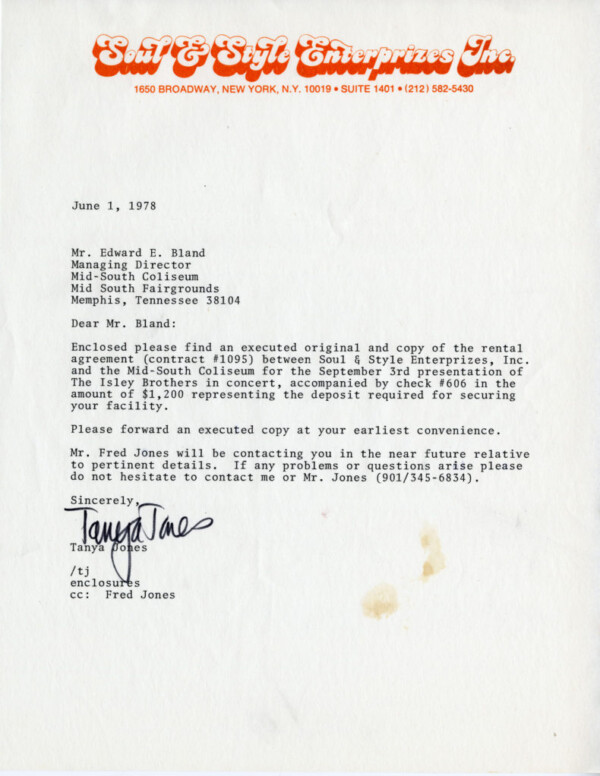 Soul & Style Enterprizes Inc.
1650 BROADWAY, NEW YORK, N.Y. 10019 • SUITE 1401 • (212) 582-5430
June 1, 1978
Mr. Edward E. Bland
Managing Director
Mid-South Coliseum
Mid South Fairgrounds
Memphis, Tennessee 38104
Dear Mr. Bland:
Enclosed please find an executed original and copy of the rental
agreement (contract #1095) between Soul & Style Enterprizes, Inc.
and the Mid-South Coliseum for the September 3rd presentation of
The Isley Brothers in concert, accompanied by check #606 in the
amount of $1,200 representing the deposit required for securing
your facility.
Please forward an executed copy at your earliest convenience.
Mr. Fred Jones will be contacting you in the near future relative
to pertinent details.  If any problems or questions arise please
do not hesitate to contact me or Mr. Jones (901/345-6834).
Sincerely,
Tanya Jones
Tanya Jones
/tj
enclosures
cc:  Fred Jones